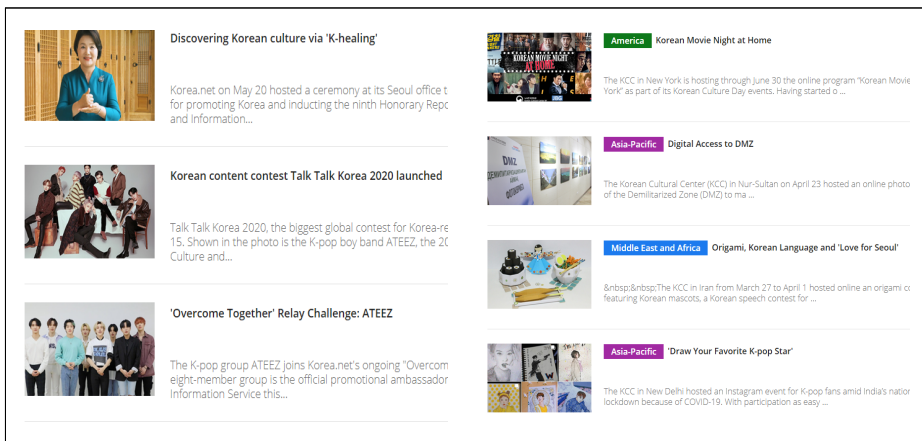 Discovering Korean culture via 'K-healing'
Korea.net on May 20 hosted a ceremony at its Seoul office
for promoting Korea and inducting the ninth Honorary
and Information...
Korean content contest Talk Talk Korea 2020 launched
Talk Talk Korea 2020, the biggest global contest for
15. Shown in the photo is the K-pop boy band ATEEZ, the
Culture and...
'Overcome Together' Relay Challenge: ATEEZ
The K-pop group ATEEZ joins Korea.net's ongoing "Overcom
eight-member group is the official promotional ambassador
Information Service this...
KOREAN MOVIE NIGHT
AT HOME
America Korean Movie Night at Home
The KCC in New York is hosting through June 30 the online program "Korean Movie
York" as part of its Korean Culture Day events. Having started o ...
DMZ
Asia-Pacific Digital Access to DMZ
The Korean Cultural Center (KCC) in Nur-Sultan on April 23 hosted an online photo
of the Demilitarized Zone (DMZ) to ma ...
Middle East and Africa Origami, Korean Language and 'Love for Seoul'
&nbsp;&nbsp;The KCC in Iran from March 27 to April 1 hosted online an origami
featuring Korean mascots, a Korean speech contest for ...
Asia-Pacific 'Draw Your Favorite K-pop Star'
The KCC in New Delhi hosted an Instagram event for K-pop fans amid India's
lockdown because of COVID-19. With participation as easy ...